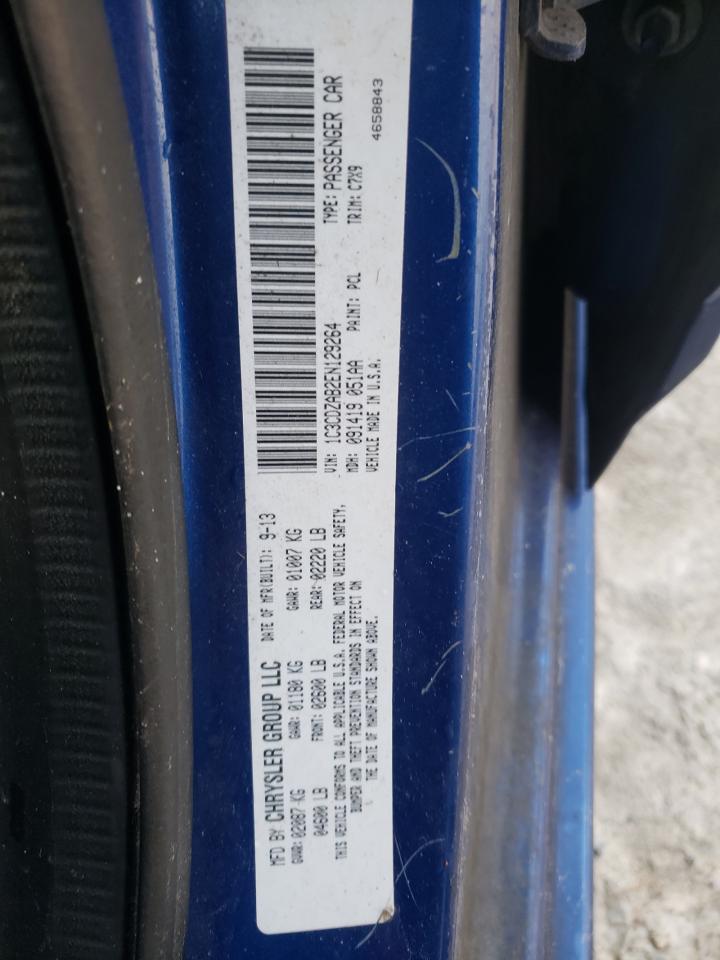 MFD BY CHRYSLER GROUP LLC DATE OF MFR(BUILT): 9-13
GVWR: 02087 KG GAWR: 01180 KG GAWR: 01007 KG
04600 LB FRONT: 02600 LB REAR: 02220 LB
THIS VEHICLE CONFORMS TO ALL APPLICABLE U.S.A. FEDERAL MOTOR VEHICLE SAFETY,
BUMPER AND THEFT PREVENTION STANDARDS IN EFFECT ON
THE DATE OF MANUFACTURE SHOWN ABOVE.
VIN: 1C3CDZAB2EN129264 TYPE: PASSENGER CAR
MDH: 091419 051AA PAINT: PCL TRIM: C7X9
VEHICLE MADE IN U.S.A. 4658843